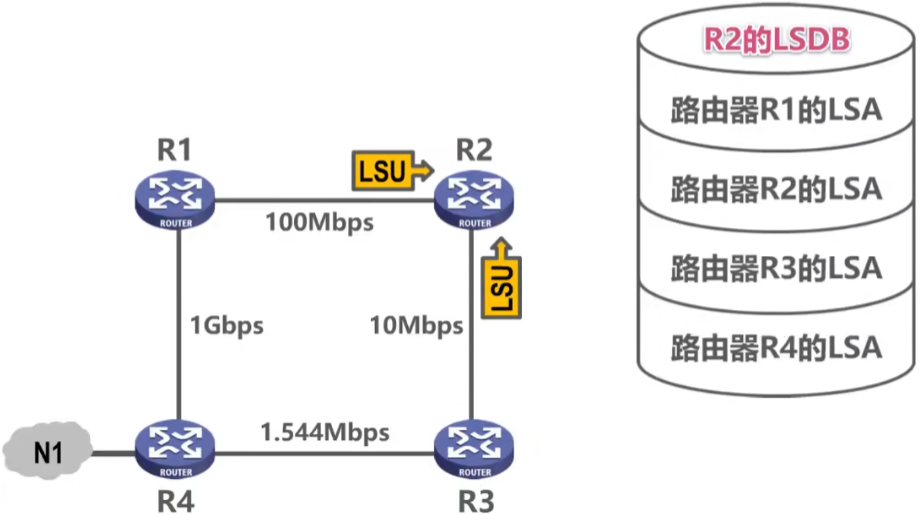 R2的LSDB
路由器R1的LSA
路由器R2的LSA
路由器R3的LSA
路由器R4的LSA
R1
R2
LSU
ROUTER
ROUTER
100Mbps
LSU
1Gbps
10Mbps
N1
1.544Mbps
ROUTER
ROUTER
R4
R3